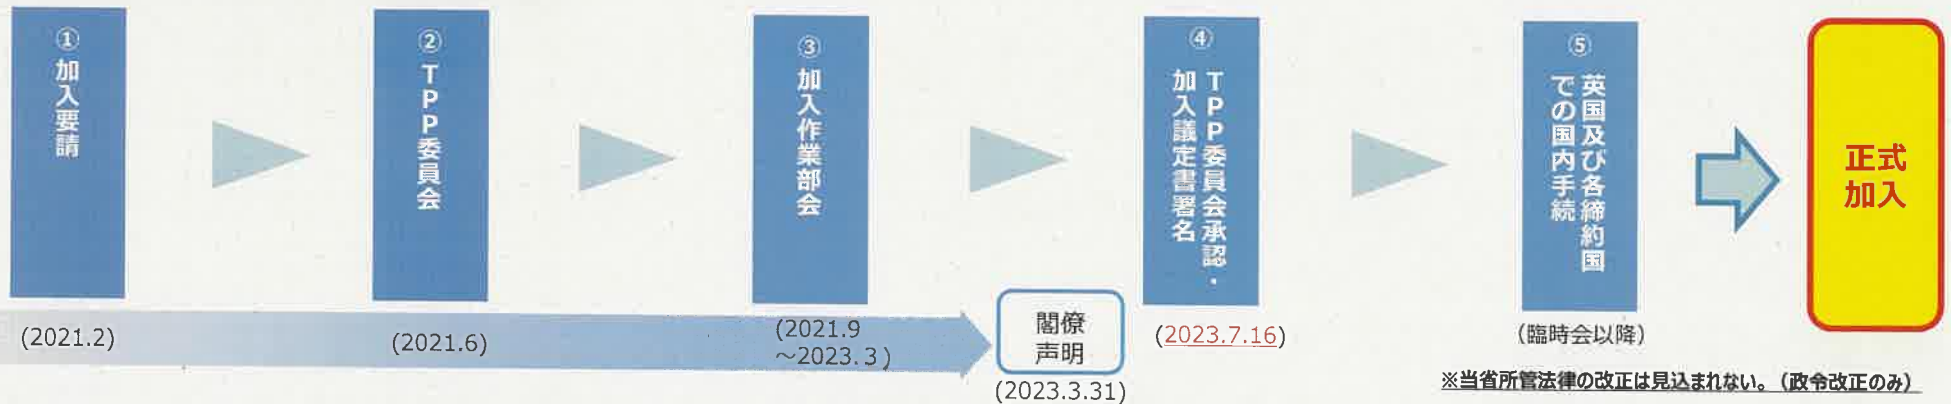 ①加入要請
(2021.2)
②TPP委員会
(2021.6)
③加入作業部会
(2021.9
～2023.3)
閣僚
声明
(2023.3.31)
④
TPP委員会承認・
加入議定書署名
(2023.7.16)
⑤
英国及び各締約国
での国内手続
(臨時会以降)
正式
加入
※当省所管法律の改正は見込まれない。(政令改正のみ)